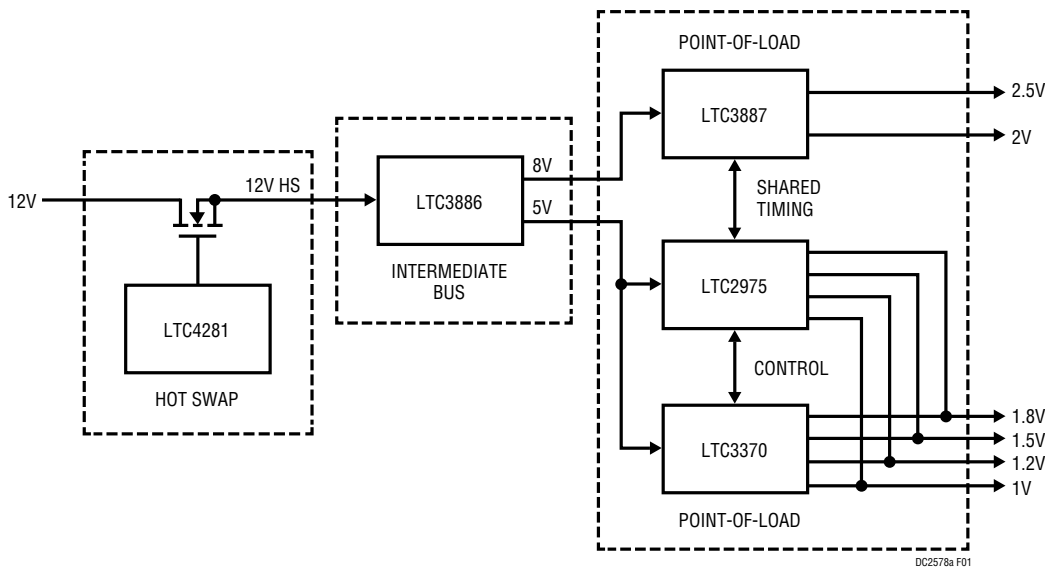 12V
12V HS
LTC4281
HOT SWAP
LTC3886
8V
5V
INTERMEDIATE
BUS
POINT-OF-LOAD
LTC3887
2.5V
2V
SHARED
TIMING
LTC2975
CONTROL
LTC3370
1.8V
1.5V
1.2V
1V
POINT-OF-LOAD
DC2578a F01